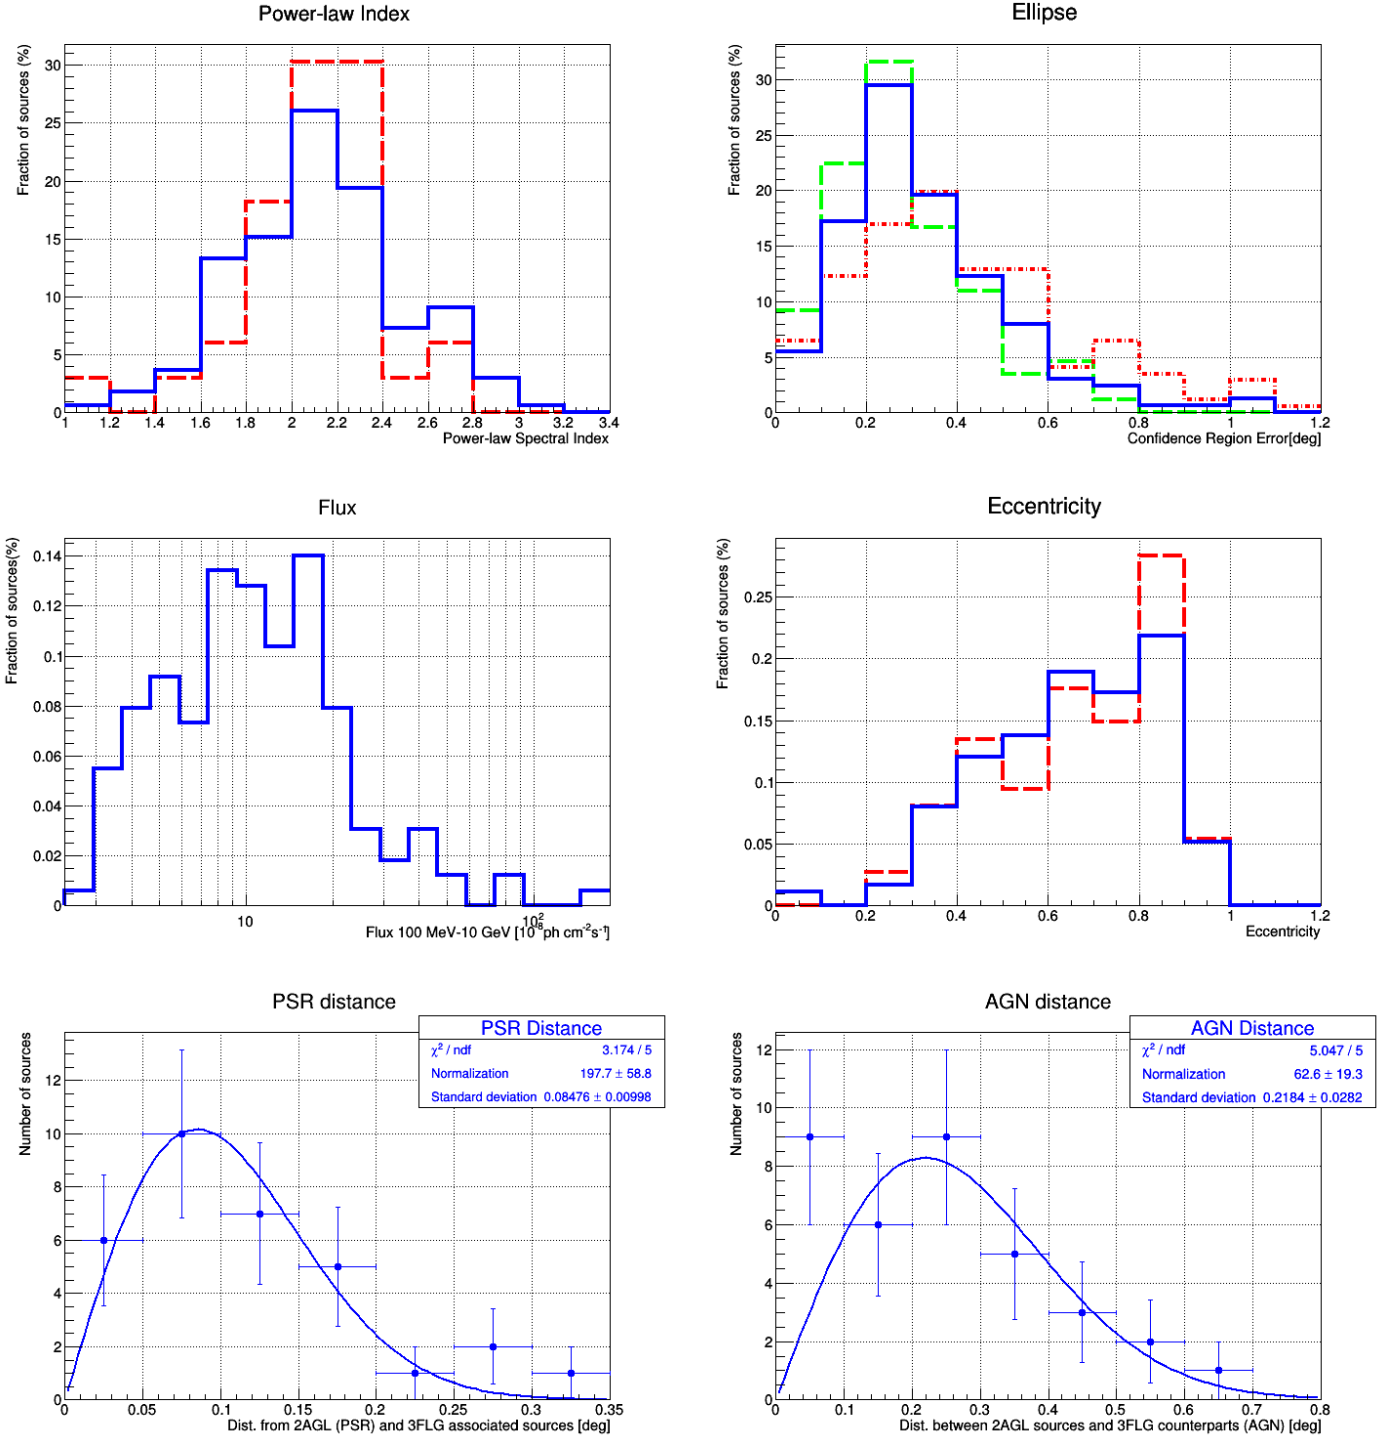 Power-law Index
Fraction of sources (%)
30
25
20
15
10
5
0
1 1.2 1.4 1.6 1.8 2 2.2 2.4 2.6 2.8 3 3.2 3.4
Power-law Spectral Index
Ellipse
Fraction of sources (%)
30
25
20
15
10
5
0
0 0.2 0.4 0.6 0.8 1 1.2
Confidence Region Error[deg]
Flux
Fraction of sources(%)
0.14
0.12
0.1
0.08
0.06
0.04
0.02
0
10 10²
Flux 100 MeV-10 GeV [10⁻⁸ph cm⁻²s⁻¹]
Eccentricity
Fraction of sources (%)
0.25
0.2
0.15
0.1
0.05
0
0 0.2 0.4 0.6 0.8 1 1.2
Eccentricity
PSR distance
PSR Distance
χ² / ndf 3.174 / 5
Normalization 197.7 ± 58.8
Standard deviation 0.08476 ± 0.00998
Number of sources
12
10
8
6
4
2
0
0 0.05 0.1 0.15 0.2 0.25 0.3 0.35
Dist. from 2AGL (PSR) and 3FLG associated sources [deg]
AGN distance
AGN Distance
χ² / ndf 5.047 / 5
Normalization 62.6 ± 19.3
Standard deviation 0.2184 ± 0.0282
Number of sources
12
10
8
6
4
2
0
0 0.1 0.2 0.3 0.4 0.5 0.6 0.7 0.8
Dist. between 2AGL sources and 3FLG counterparts (AGN) [deg]